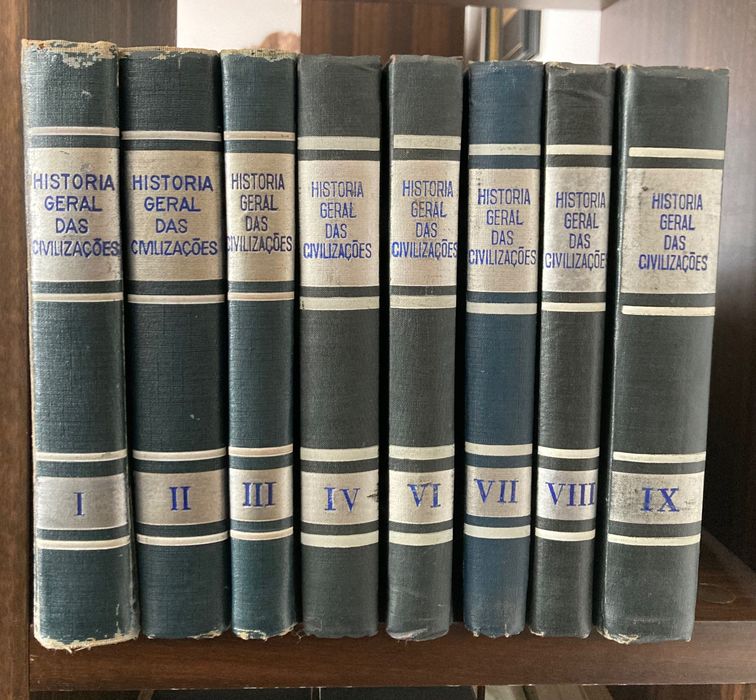 HISTORIA
GERAL
DAS
CIVILIZAÇÕES
I
HISTORIA
GERAL
DAS
CIVILIZAÇÕES
II
HISTORIA
GERAL
DAS
CIVILIZAÇÕES
III
HISTORIA
GERAL
DAS
CIVILIZAÇÕES
IV
HISTORIA
GERAL
DAS
CIVILIZAÇÕES
VI
HISTORIA
GERAL
DAS
CIVILIZAÇÕES
VII
HISTORIA
GERAL
DAS
CIVILIZAÇÕES
VIII
HISTORIA
GERAL
DAS
CIVILIZAÇÕES
IX